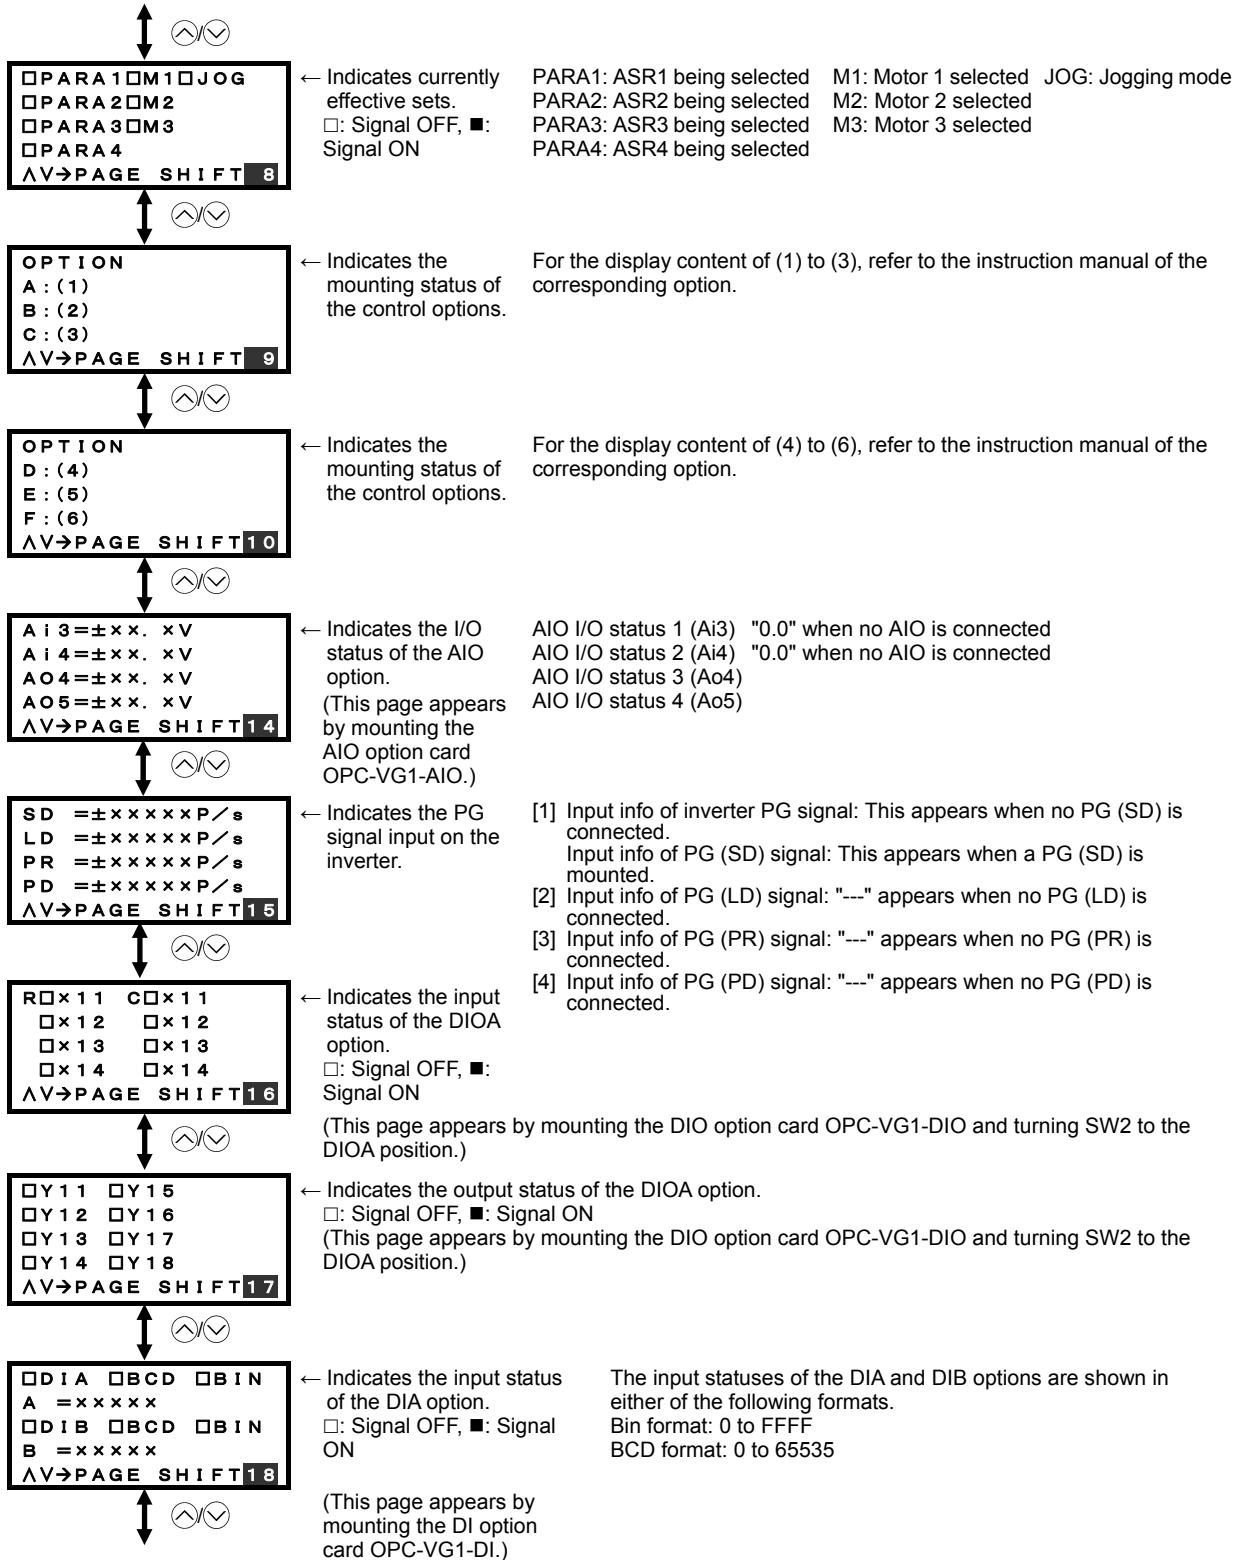 □PARA1□M1□JOG
□PARA2□M2
□PARA3□M3
□PARA4
∧V→PAGE SHIFT 8
← Indicates currently
effective sets.
□: Signal OFF, ■:
Signal ON
PARA1: ASR1 being selected M1: Motor 1 selected JOG: Jogging mode
PARA2: ASR2 being selected M2: Motor 2 selected
PARA3: ASR3 being selected M3: Motor 3 selected
PARA4: ASR4 being selected
OPTION
A:(1)
B:(2)
C:(3)
∧V→PAGE SHIFT 9
← Indicates the
mounting status of
the control options.
For the display content of (1) to (3), refer to the instruction manual of the
corresponding option.
OPTION
D:(4)
E:(5)
F:(6)
∧V→PAGE SHIFT10
← Indicates the
mounting status of
the control options.
For the display content of (4) to (6), refer to the instruction manual of the
corresponding option.
Ai3=±××.×V
Ai4=±××.×V
AO4=±××.×V
AO5=±××.×V
∧V→PAGE SHIFT14
← Indicates the I/O
status of the AIO
option.
(This page appears
by mounting the
AIO option card
OPC-VG1-AIO.)
AIO I/O status 1 (Ai3) "0.0" when no AIO is connected
AIO I/O status 2 (Ai4) "0.0" when no AIO is connected
AIO I/O status 3 (Ao4)
AIO I/O status 4 (Ao5)
SD =±×××××P/s
LD =±×××××P/s
PR =±×××××P/s
PD =±×××××P/s
∧V→PAGE SHIFT15
← Indicates the PG
signal input on the
inverter.
[1] Input info of inverter PG signal: This appears when no PG (SD) is
connected.
Input info of PG (SD) signal: This appears when a PG (SD) is
mounted.
[2] Input info of PG (LD) signal: "---" appears when no PG (LD) is
connected.
[3] Input info of PG (PR) signal: "---" appears when no PG (PR) is
connected.
[4] Input info of PG (PD) signal: "---" appears when no PG (PD) is
connected.
R□×11 C□×11
□×12 □×12
□×13 □×13
□×14 □×14
∧V→PAGE SHIFT16
← Indicates the input
status of the DIOA
option.
□: Signal OFF, ■:
Signal ON
(This page appears by mounting the DIO option card OPC-VG1-DIO and turning SW2 to the
DIOA position.)
□Y11 □Y15
□Y12 □Y16
□Y13 □Y17
□Y14 □Y18
∧V→PAGE SHIFT17
← Indicates the output status of the DIOA option.
□: Signal OFF, ■: Signal ON
(This page appears by mounting the DIO option card OPC-VG1-DIO and turning SW2 to the
DIOA position.)
□DIA □BCD □BIN
A =×××××
□DIB □BCD □BIN
B =×××××
∧V→PAGE SHIFT18
← Indicates the input status
of the DIA option.
□: Signal OFF, ■: Signal
ON
(This page appears by
mounting the DI option
card OPC-VG1-DI.)
The input statuses of the DIA and DIB options are shown in
either of the following formats.
Bin format: 0 to FFFF
BCD format: 0 to 65535